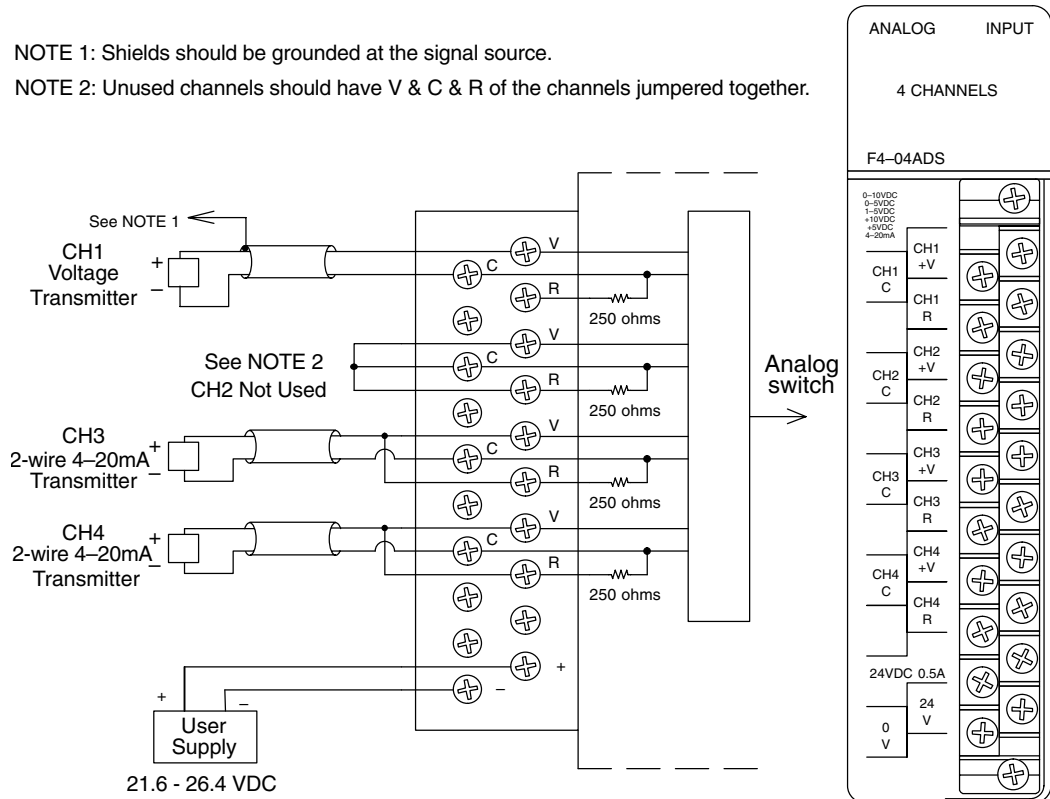 NOTE 1: Shields should be grounded at the signal source.
NOTE 2: Unused channels should have V & C & R of the channels jumpered together.
See NOTE 1
CH1
Voltage
Transmitter
+
–
V
C
R
250 ohms
See NOTE 2
CH2 Not Used
V
C
R
250 ohms
CH3
2-wire 4–20mA
Transmitter
+
–
V
C
R
250 ohms
CH4
2-wire 4–20mA
Transmitter
+
–
V
C
R
250 ohms
Analog
switch
+
–
+
–
User
Supply
21.6 - 26.4 VDC
ANALOG INPUT
4 CHANNELS
F4–04ADS
0–10VDC
0–5VDC
1–5VDC
+10VDC
+5VDC
4–20mA
CH1
+V
CH1
C
CH1
R
CH2
+V
CH2
C
CH2
R
CH3
+V
CH3
C
CH3
R
CH4
+V
CH4
C
CH4
R
24VDC 0.5A
24
V
0
V